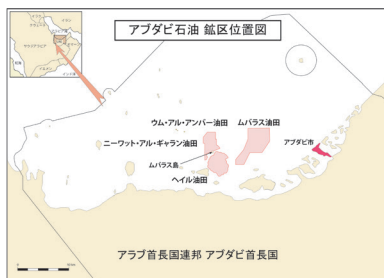 アブダビ石油 鉱区位置図
ウム・アル・アンバー油田
ムバラス油田
ニーワット・アル・ギャラン油田
ムバラス島
アブダビ市
ヘイル油田
アラブ首長国連邦 アブダビ首長国